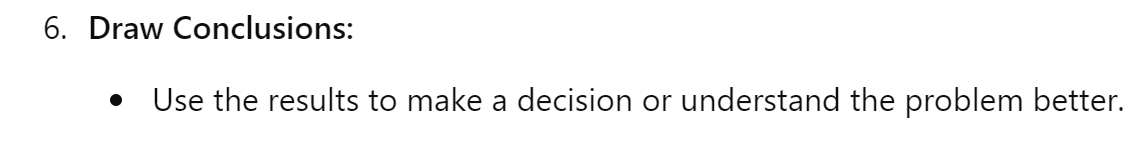 6. Draw Conclusions:
• Use the results to make a decision or understand the problem better.